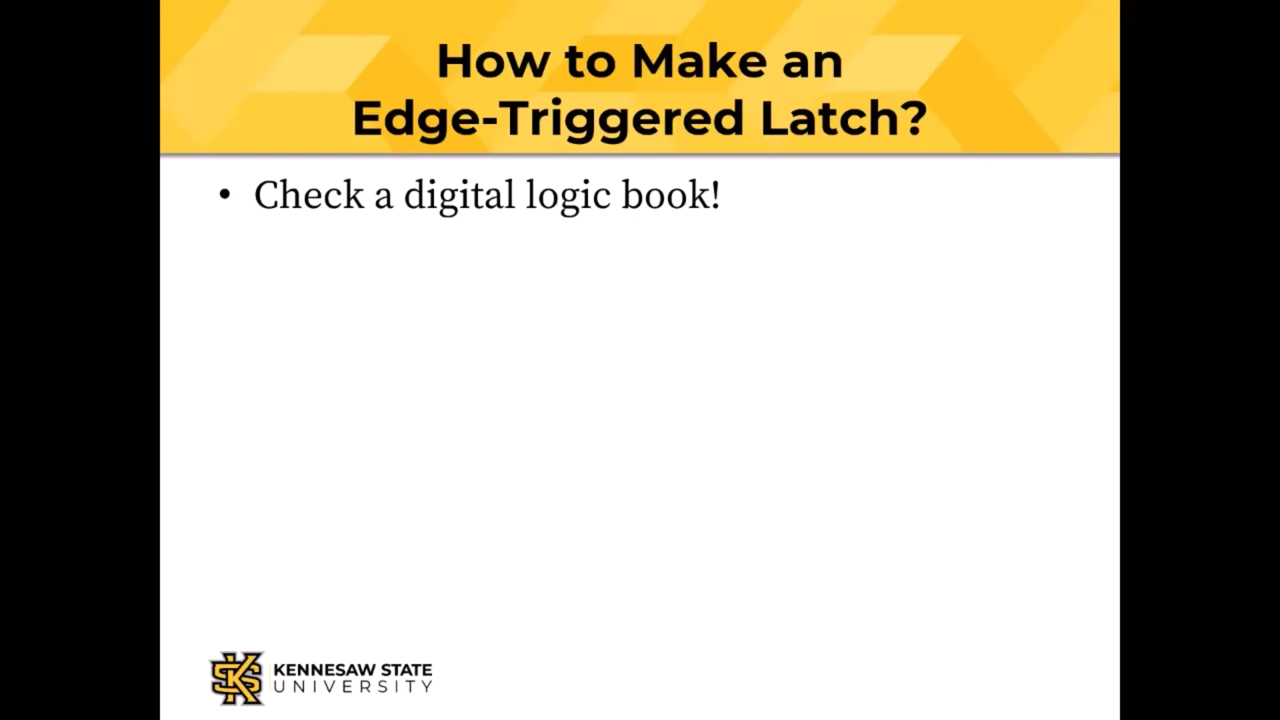 How to Make an
Edge-Triggered Latch?
• Check a digital logic book!
KENNESAW STATE
UNIVERSITY